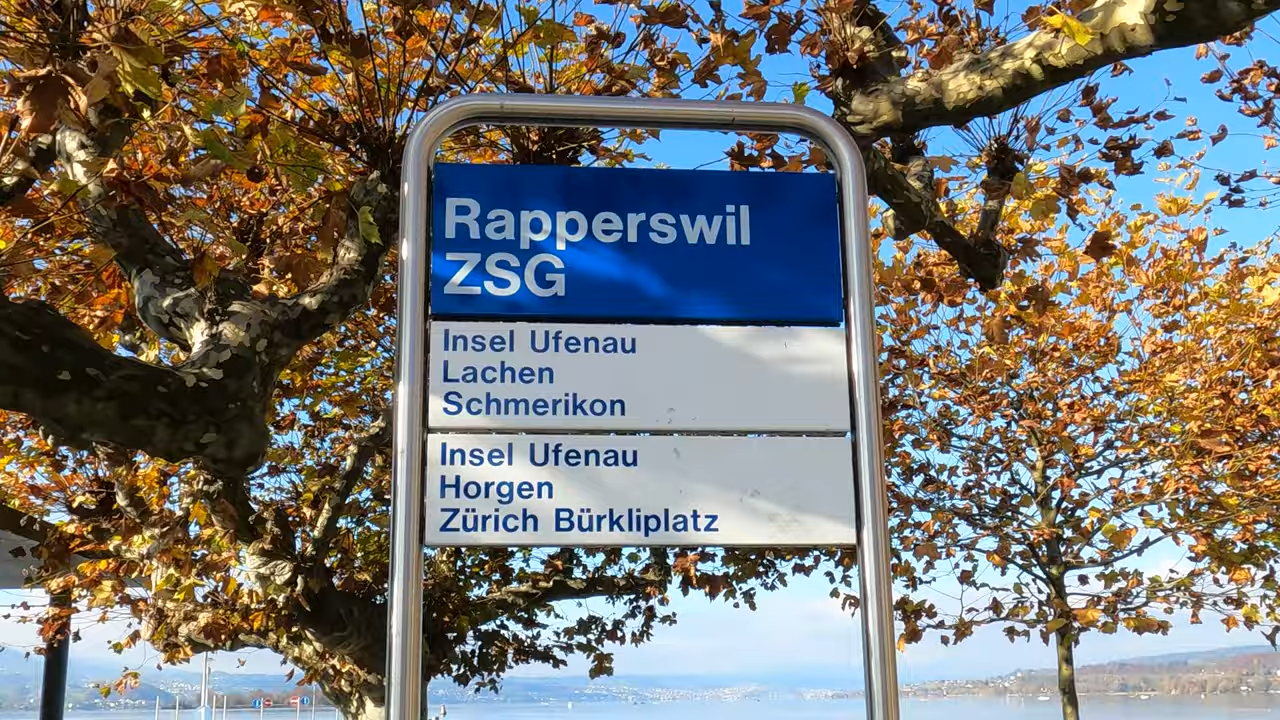 Rapperswil
ZSG
Insel Ufenau
Lachen
Schmerikon
Insel Ufenau
Horgen
Zürich Bürkliplatz